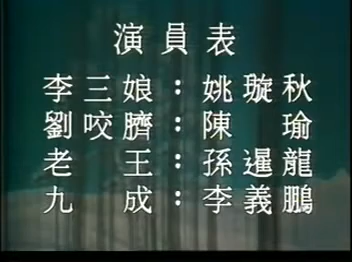 演員表
李三娘：姚璇秋
劉咬臍：陳　瑜
老　王：孫暹龍
九　成：李義鵬